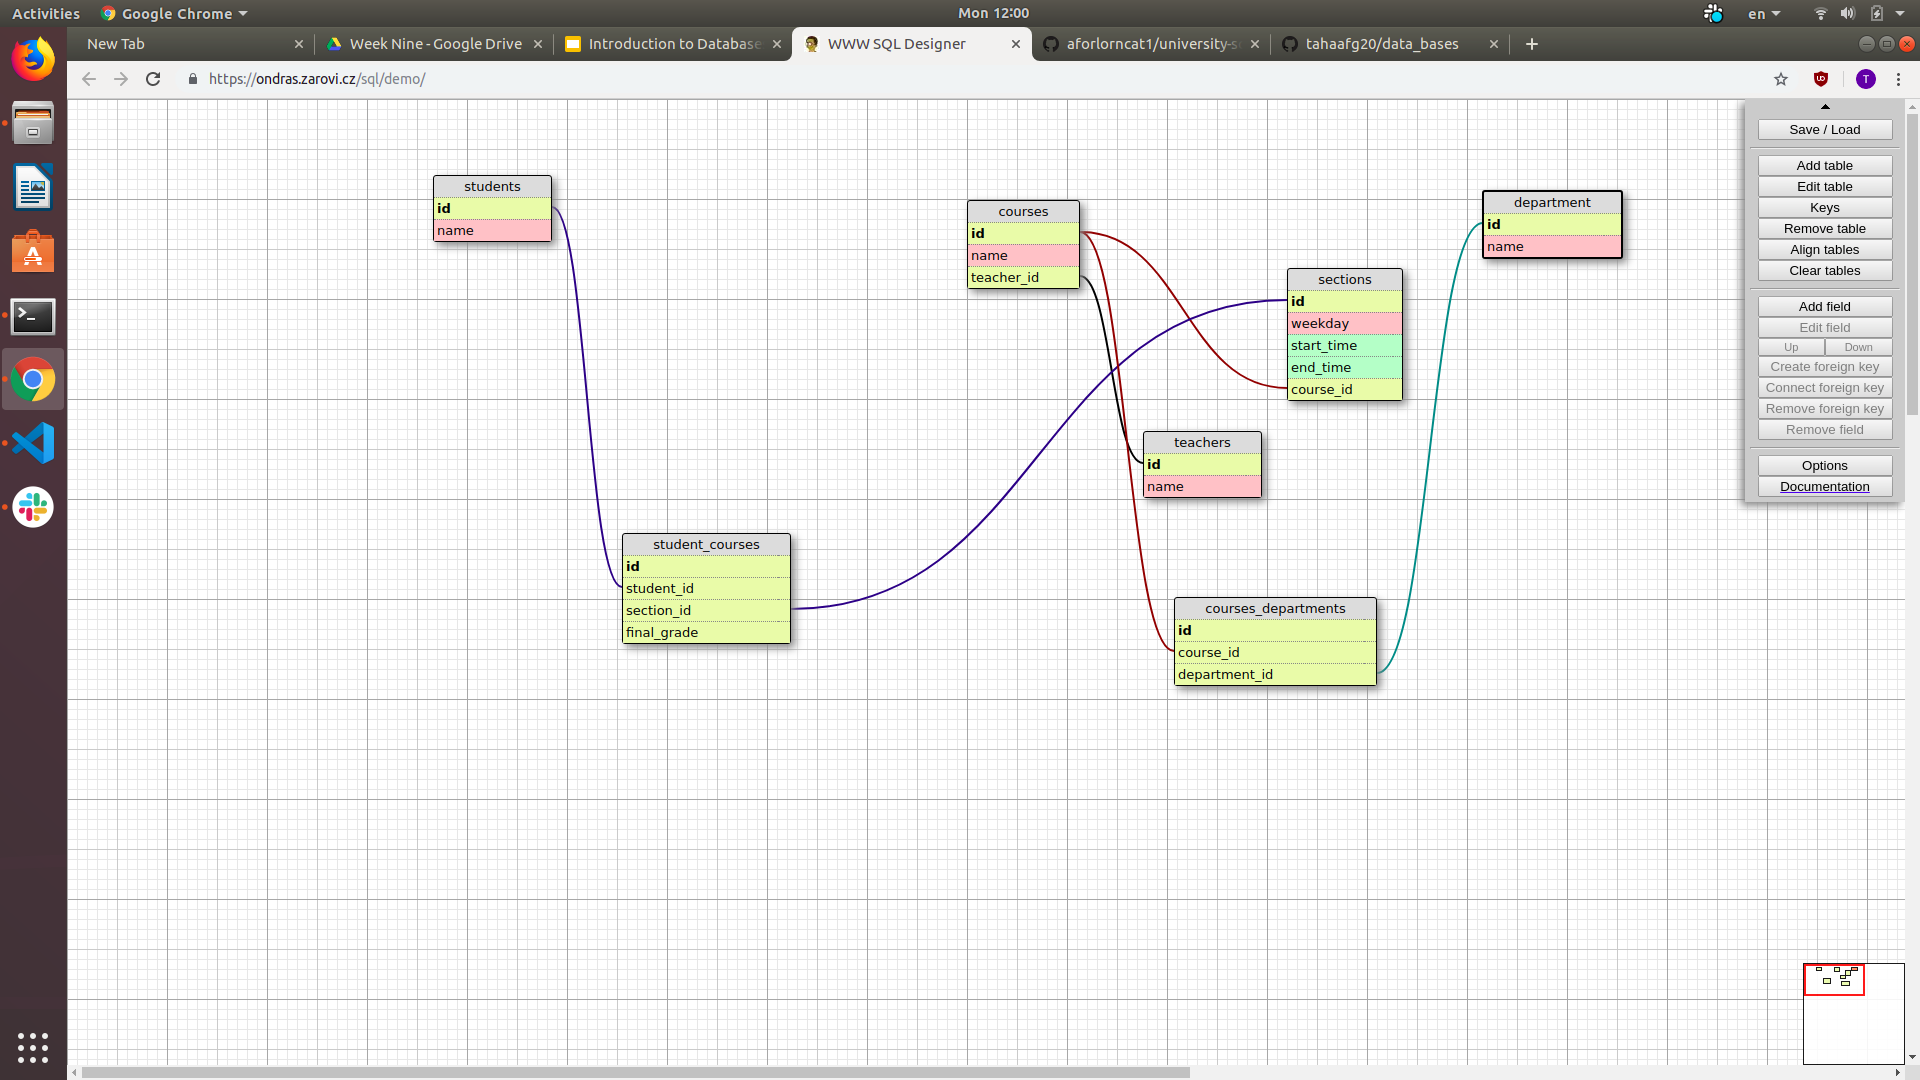 Activities
Google Chrome
Mon 12:00
en
New Tab
Week Nine - Google Drive
Introduction to Database
WWW SQL Designer
aforlorncat1/university-s
tahaafg20/data_bases
https://ondras.zarovi.cz/sql/demo/
T
students
id
name
courses
id
name
teacher_id
department
id
name
sections
id
weekday
start_time
end_time
course_id
teachers
id
name
student_courses
id
student_id
section_id
final_grade
courses_departments
id
course_id
department_id
Save / Load
Add table
Edit table
Keys
Remove table
Align tables
Clear tables
Add field
Edit field
Up
Down
Create foreign key
Connect foreign key
Remove foreign key
Remove field
Options
Documentation